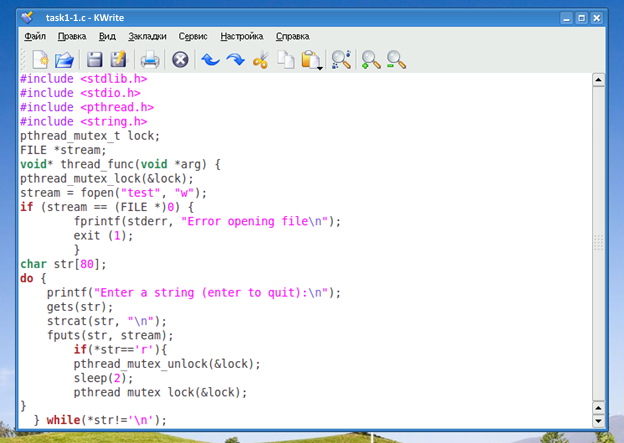 task1-1.c - KWrite
Файл Правка Вид Закладки Сервис Настройка Справка
#include <stdlib.h>
#include <stdio.h>
#include <pthread.h>
#include <string.h>
pthread_mutex_t lock;
FILE *stream;
void* thread_func(void *arg) {
pthread_mutex_lock(&lock);
stream = fopen("test", "w");
if (stream == (FILE *)0) {
        fprintf(stderr, "Error opening file\n");
        exit (1);
        }
char str[80];
do {
    printf("Enter a string (enter to quit):\n");
    gets(str);
    strcat(str, "\n");
    fputs(str, stream);
        if(*str=='r'){
        pthread_mutex_unlock(&lock);
        sleep(2);
        pthread_mutex_lock(&lock);
}
  } while(*str!='\n');